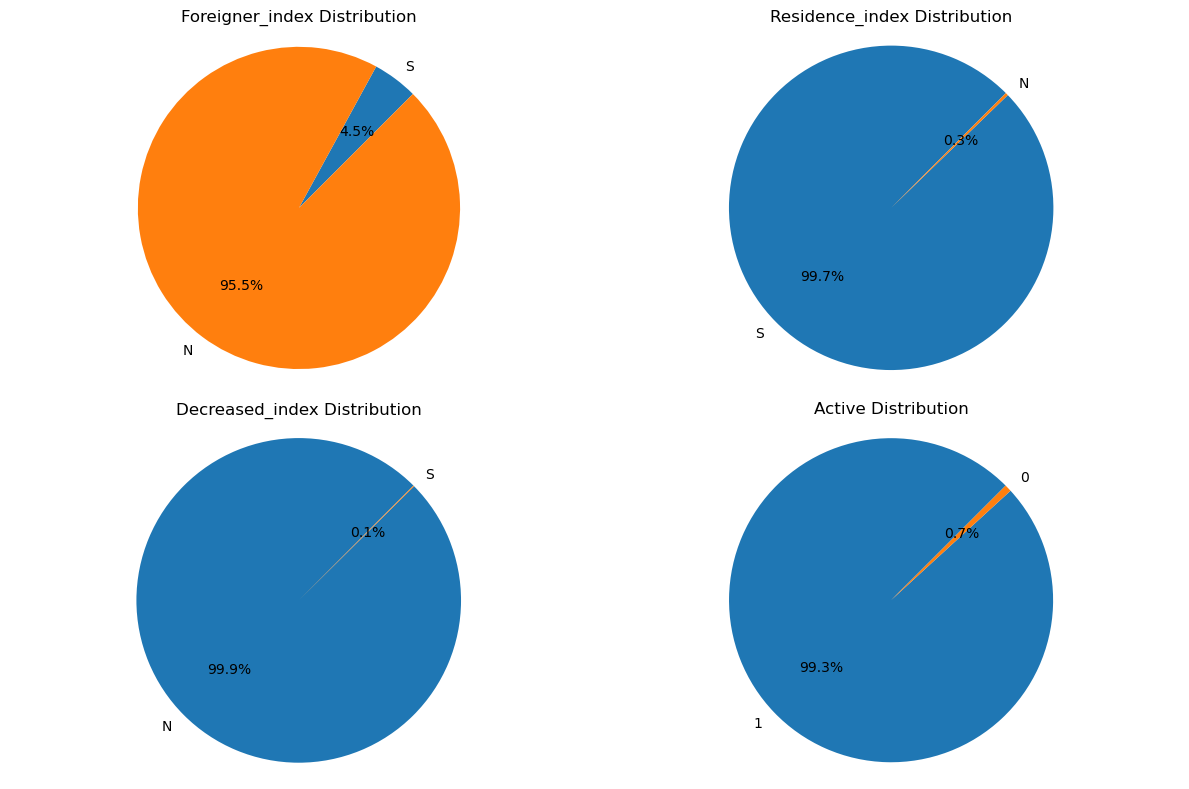 Foreigner_index Distribution
S
4.5%
95.5%
N
Residence_index Distribution
N
0.3%
99.7%
S
Decreased_index Distribution
S
0.1%
99.9%
N
Active Distribution
0
0.7%
99.3%
1